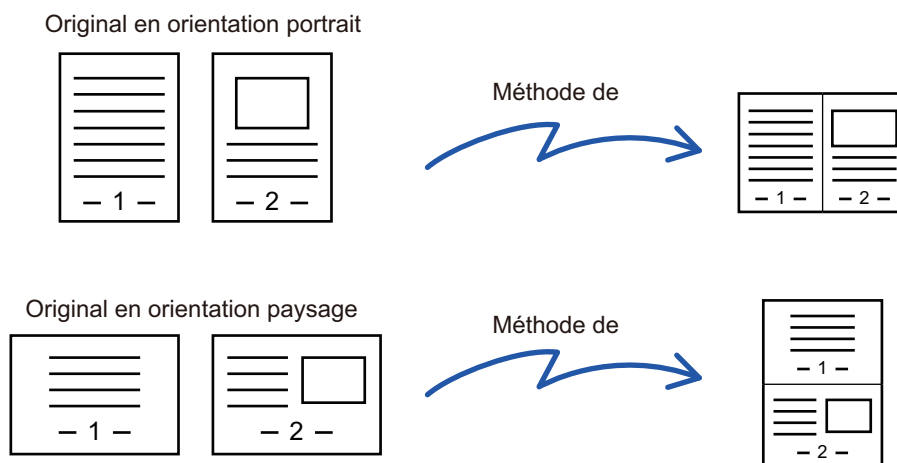 Original en orientation portrait
Méthode de
– 1 – – 2 – – 1 – – 2 –
Original en orientation paysage
Méthode de
– 1 –
– 1 – – 2 –
– 2 –